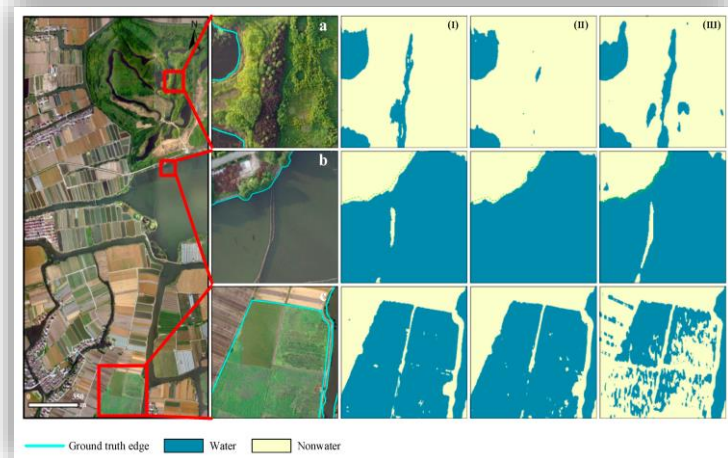 N
a
(I)
(II)
(III)
b
c
Ground truth edge
Water
Nonwater